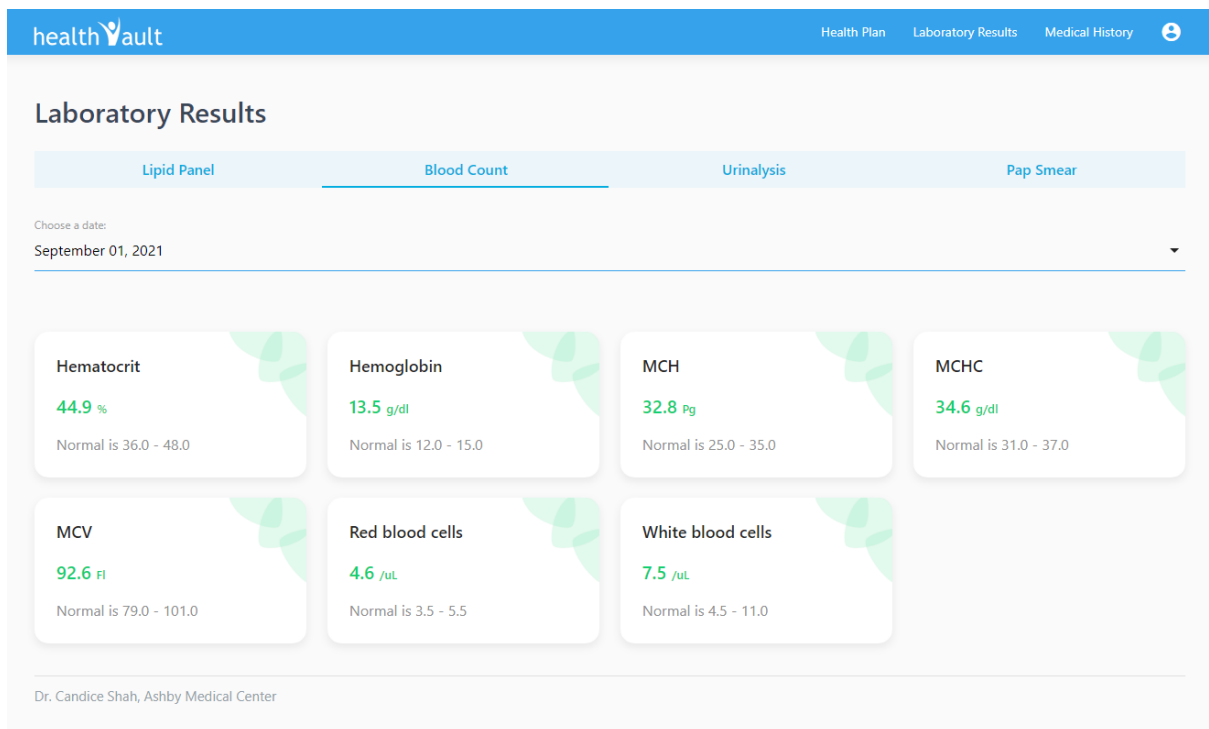 healthVault
Health Plan
Laboratory Results
Medical History
Laboratory Results
Lipid Panel
Blood Count
Urinalysis
Pap Smear
Choose a date:
September 01, 2021
Hematocrit
44.9 %
Normal is 36.0 - 48.0
Hemoglobin
13.5 g/dl
Normal is 12.0 - 15.0
MCH
32.8 Pg
Normal is 25.0 - 35.0
MCHC
34.6 g/dl
Normal is 31.0 - 37.0
MCV
92.6 Fl
Normal is 79.0 - 101.0
Red blood cells
4.6 /uL
Normal is 3.5 - 5.5
White blood cells
7.5 /uL
Normal is 4.5 - 11.0
Dr. Candice Shah, Ashby Medical Center